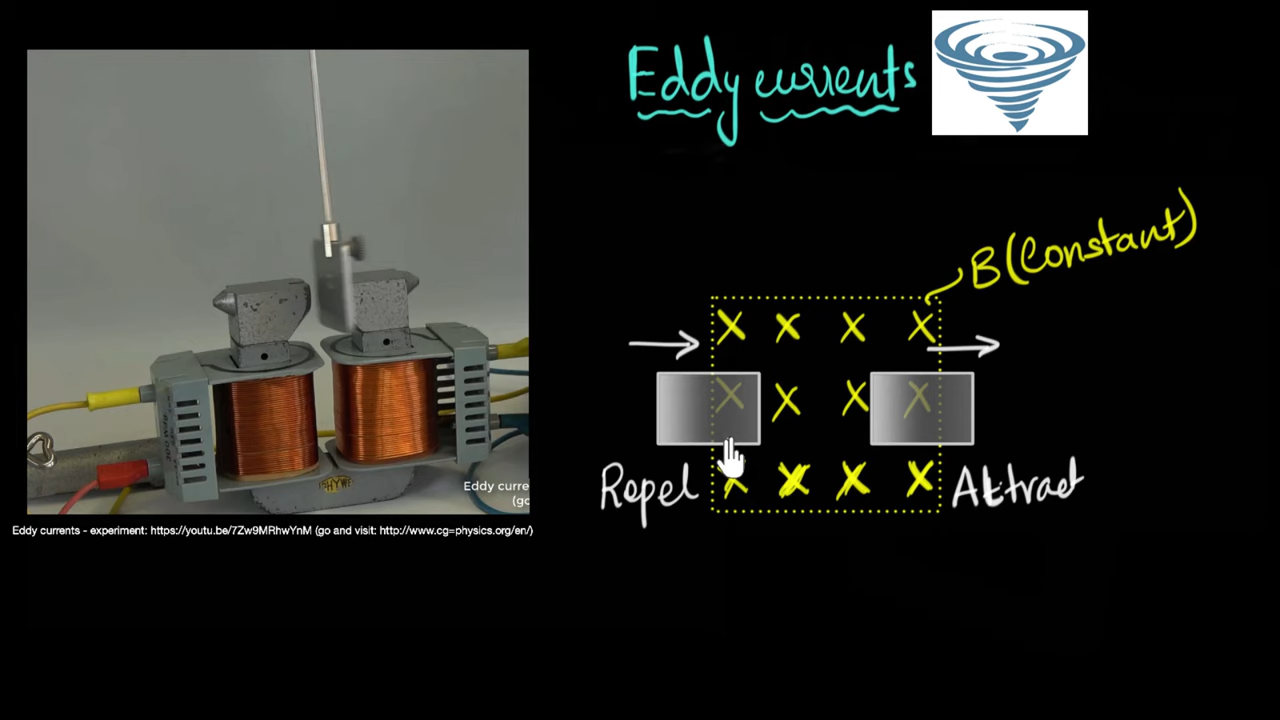 Eddy currents
B (Constant)
x x x x
x x x x
Repel x x x x Attract
PHYWE
Eddy curre
(go
Eddy currents - experiment: https://youtu.be/7Zw9MRhwYnM (go and visit: http://www.cg=physics.org/en/)